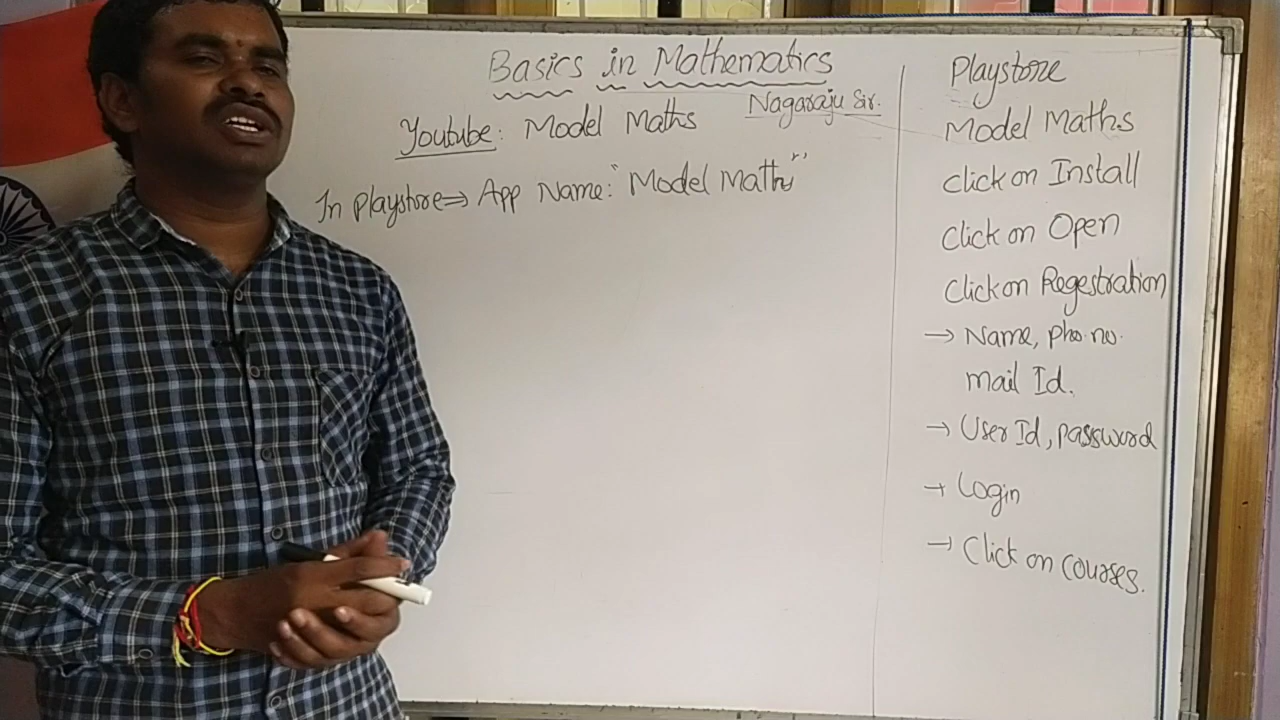 Basics in Mathematics
Nagaraju Sir.
Youtube: Model Maths
In Playstore ⇒ App Name: "Model Maths"
Playstore
Model Maths
click on Install
Click on Open
Click on Regestration
→ Name, pho.no.
mail Id.
→ User Id, password
→ Login
→ Click on courses.